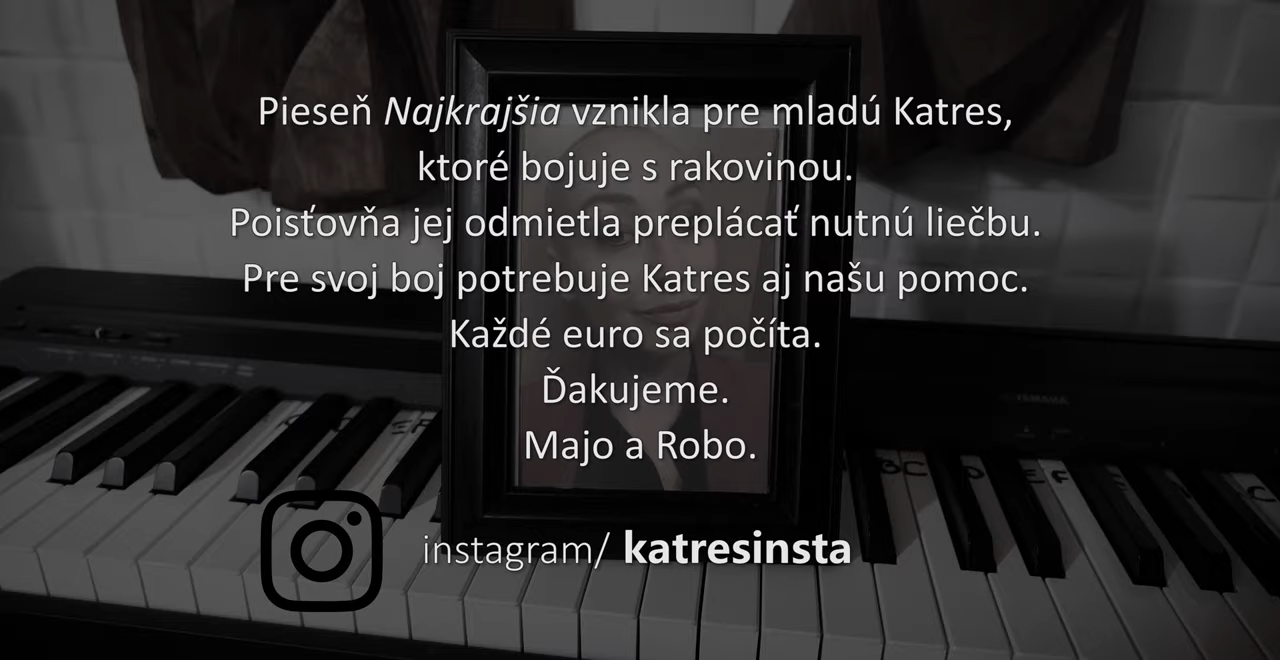 Pieseň Najkrajšia vznikla pre mladú Katres,
ktoré bojuje s rakovinou.
Poisťovňa jej odmietla preplácať nutnú liečbu.
Pre svoj boj potrebuje Katres aj našu pomoc.
Každé euro sa počíta.
Ďakujeme.
Majo a Robo.
instagram/ katresinsta
YAMAHA
E F
B C D E F C